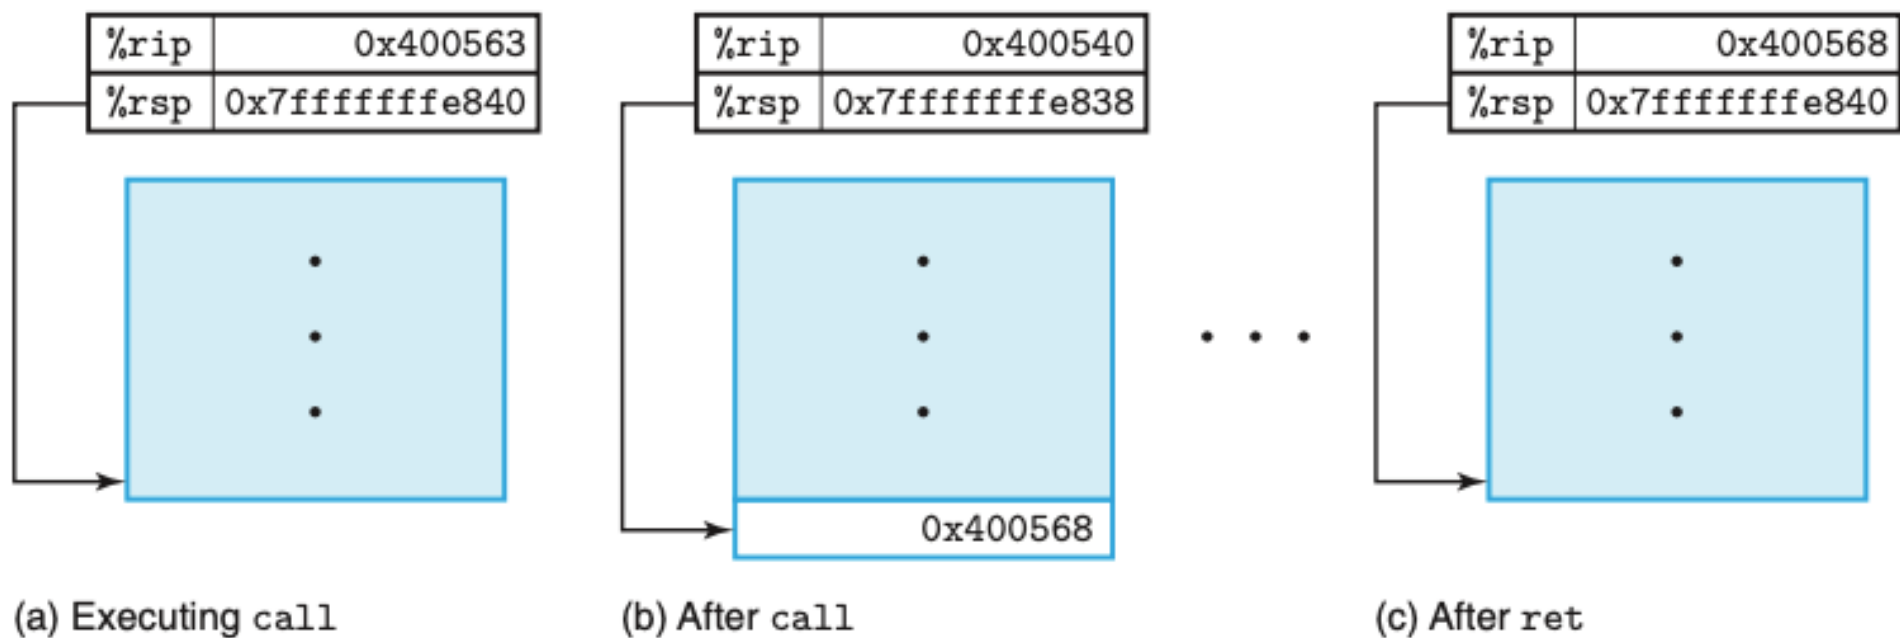 %rip 0x400563
%rsp 0x7fffffffe840
(a) Executing call
%rip 0x400540
%rsp 0x7fffffffe838
0x400568
(b) After call
%rip 0x400568
%rsp 0x7fffffffe840
(c) After ret